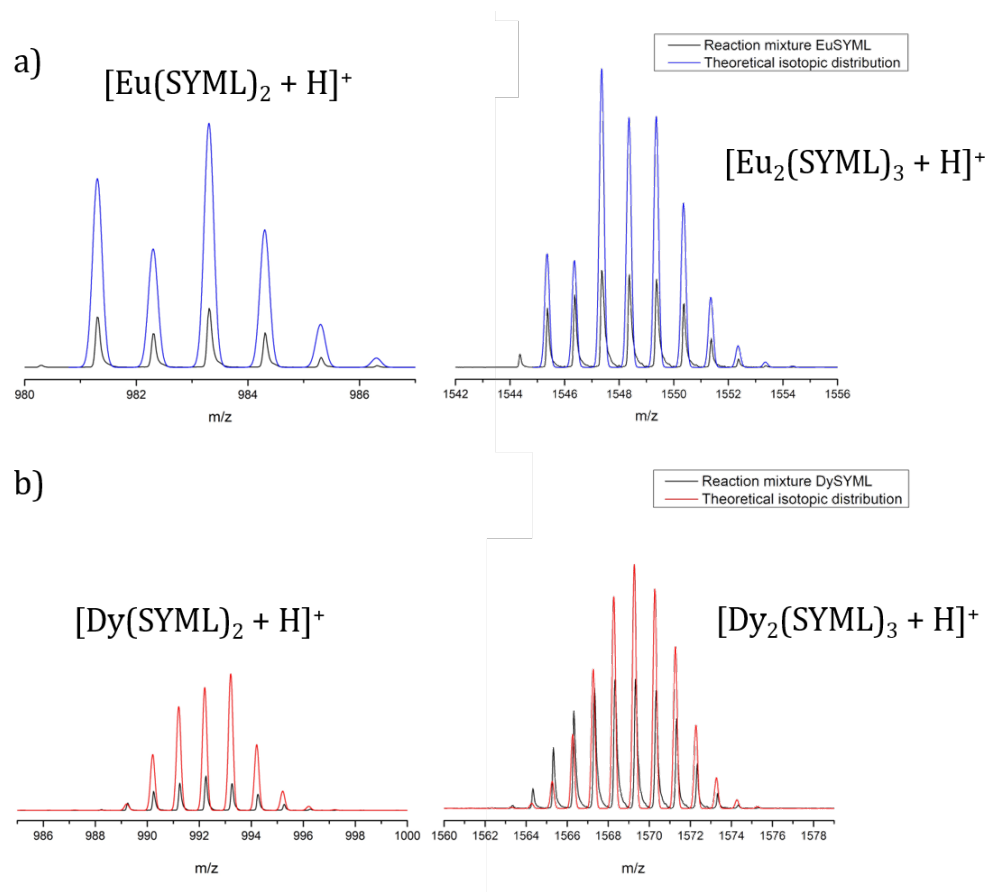 a)
[Eu(SYML)₂ + H]⁺
Reaction mixture EuSYML
Theoretical isotopic distribution
[Eu₂(SYML)₃ + H]⁺
980 982 984 986
m/z
1542 1544 1546 1548 1550 1552 1554 1556
m/z
b)
Reaction mixture DySYML
Theoretical isotopic distribution
[Dy(SYML)₂ + H]⁺
[Dy₂(SYML)₃ + H]⁺
986 988 990 992 994 996 998 1000
m/z
1560 1562 1564 1566 1568 1570 1572 1574 1576 1578
m/z